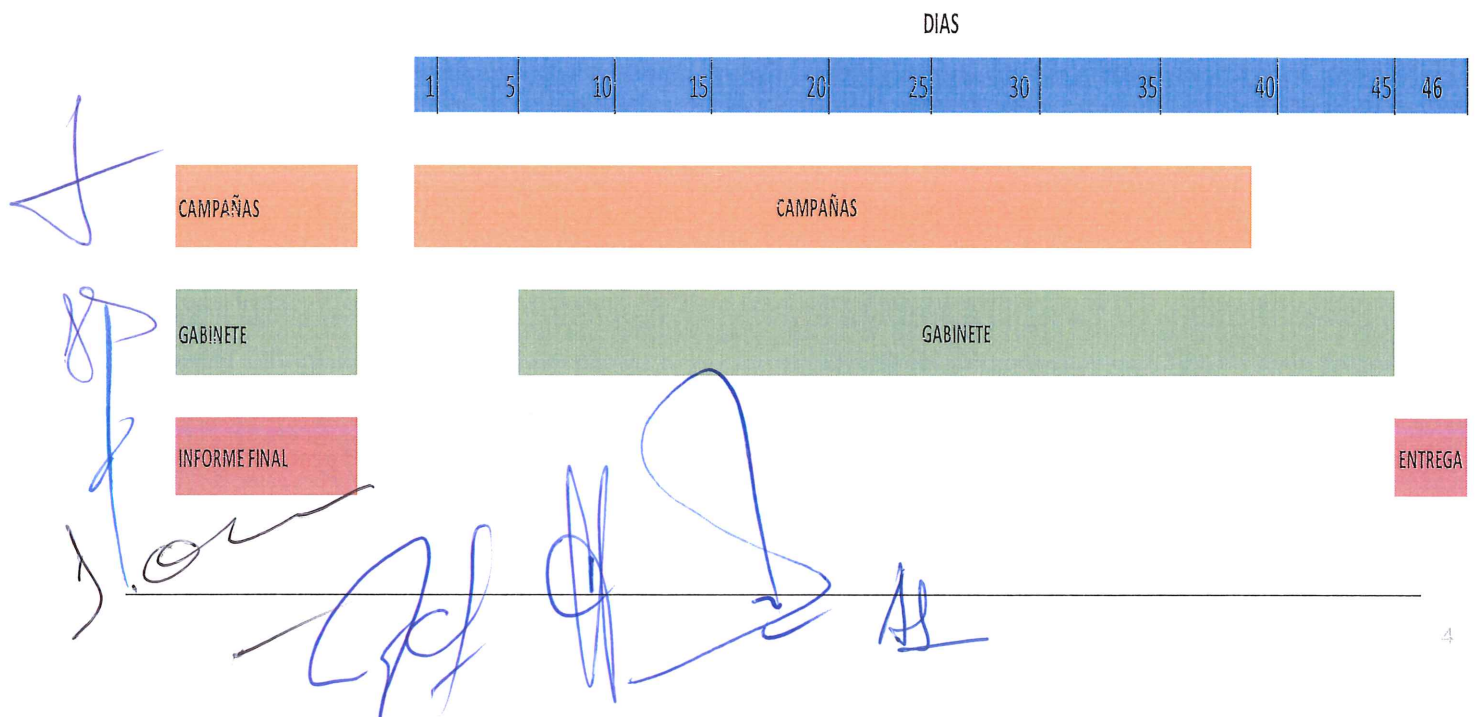 DIAS
1 5 10 15 20 25 30 35 40 45 46
CAMPAÑAS CAMPAÑAS
GABINETE GABINETE
INFORME FINAL ENTREGA
4